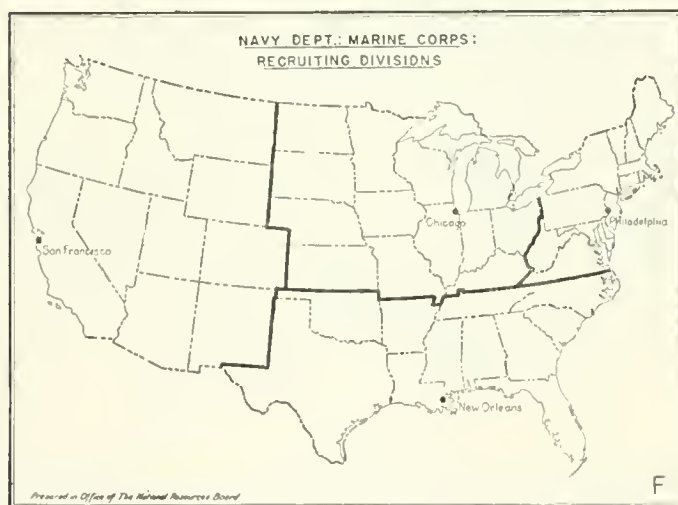 NAVY DEPT.: MARINE CORPS:
RECRUITING DIVISIONS
Chicago
Philadelphia
San Francisco
New Orleans
Prepared in Office of The National Resources Board
F